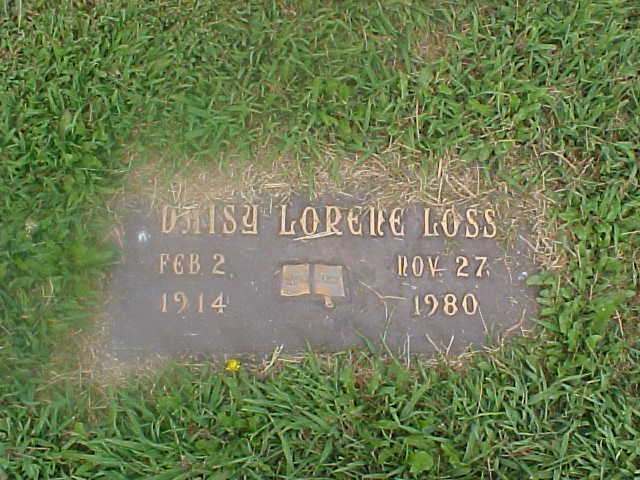 DAISY LORENE LOSS
FEB 2, NOV 27,
1914 1980